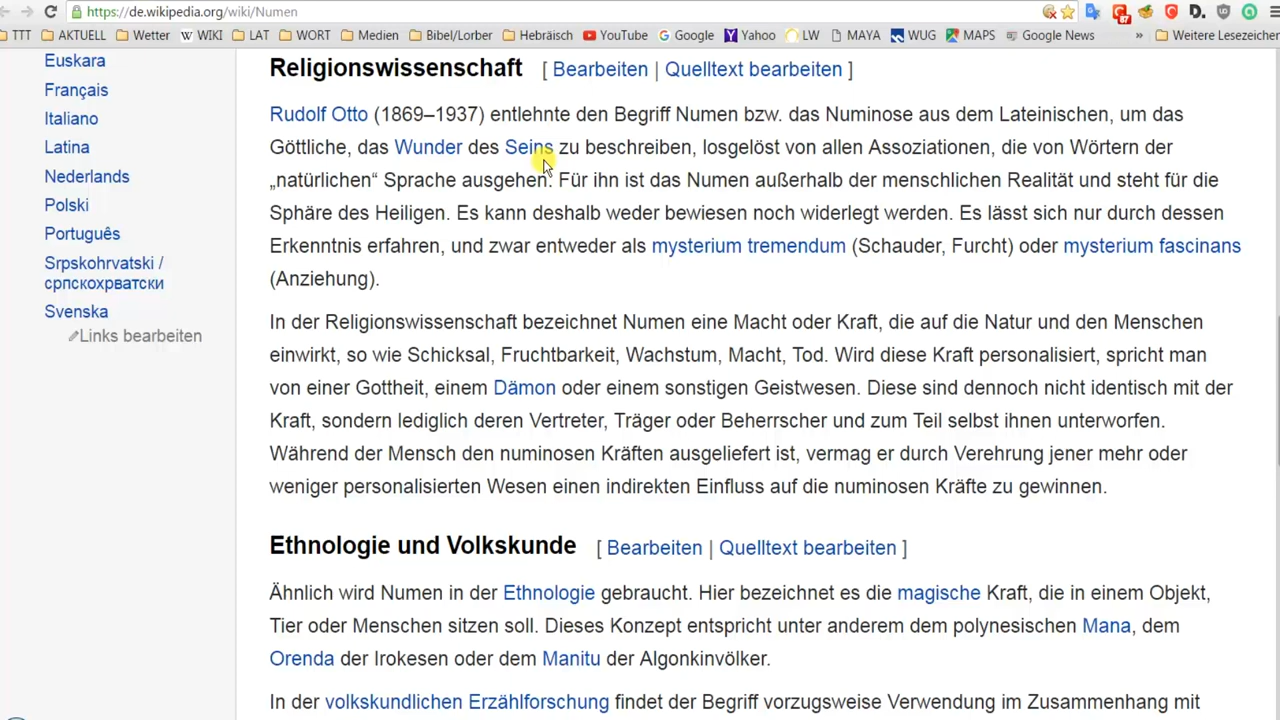 https://de.wikipedia.org/wiki/Numen
87
D.
TTT AKTUELL Wetter W WIKI LAT WORT Medien Bibel/Lorber Hebräisch YouTube Google Yahoo LW MAYA WUG MAPS Google News » Weitere Lesezeichen
Euskara
Français
Italiano
Latina
Nederlands
Polski
Português
Srpskohrvatski /
српскохрватски
Svenska
Links bearbeiten
Religionswissenschaft [ Bearbeiten | Quelltext bearbeiten ]
Rudolf Otto (1869–1937) entlehnte den Begriff Numen bzw. das Numinose aus dem Lateinischen, um das
Göttliche, das Wunder des Seins zu beschreiben, losgelöst von allen Assoziationen, die von Wörtern der
„natürlichen“ Sprache ausgehen. Für ihn ist das Numen außerhalb der menschlichen Realität und steht für die
Sphäre des Heiligen. Es kann deshalb weder bewiesen noch widerlegt werden. Es lässt sich nur durch dessen
Erkenntnis erfahren, und zwar entweder als mysterium tremendum (Schauder, Furcht) oder mysterium fascinans
(Anziehung).
In der Religionswissenschaft bezeichnet Numen eine Macht oder Kraft, die auf die Natur und den Menschen
einwirkt, so wie Schicksal, Fruchtbarkeit, Wachstum, Macht, Tod. Wird diese Kraft personalisiert, spricht man
von einer Gottheit, einem Dämon oder einem sonstigen Geistwesen. Diese sind dennoch nicht identisch mit der
Kraft, sondern lediglich deren Vertreter, Träger oder Beherrscher und zum Teil selbst ihnen unterworfen.
Während der Mensch den numinosen Kräften ausgeliefert ist, vermag er durch Verehrung jener mehr oder
weniger personalisierten Wesen einen indirekten Einfluss auf die numinosen Kräfte zu gewinnen.
Ethnologie und Volkskunde [ Bearbeiten | Quelltext bearbeiten ]
Ähnlich wird Numen in der Ethnologie gebraucht. Hier bezeichnet es die magische Kraft, die in einem Objekt,
Tier oder Menschen sitzen soll. Dieses Konzept entspricht unter anderem dem polynesischen Mana, dem
Orenda der Irokesen oder dem Manitu der Algonkinvölker.
In der volkskundlichen Erzählforschung findet der Begriff vorzugsweise Verwendung im Zusammenhang mit